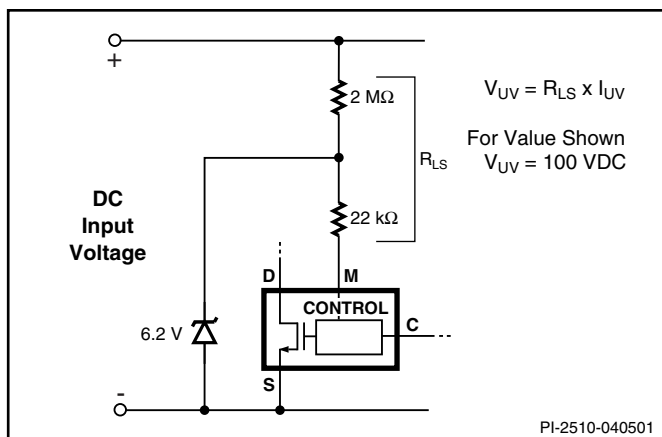 +
2 MΩ
V_UV = R_LS x I_UV
For Value Shown
V_UV = 100 VDC
R_LS
DC
Input
Voltage
22 kΩ
D
M
CONTROL
C
6.2 V
S
-
PI-2510-040501